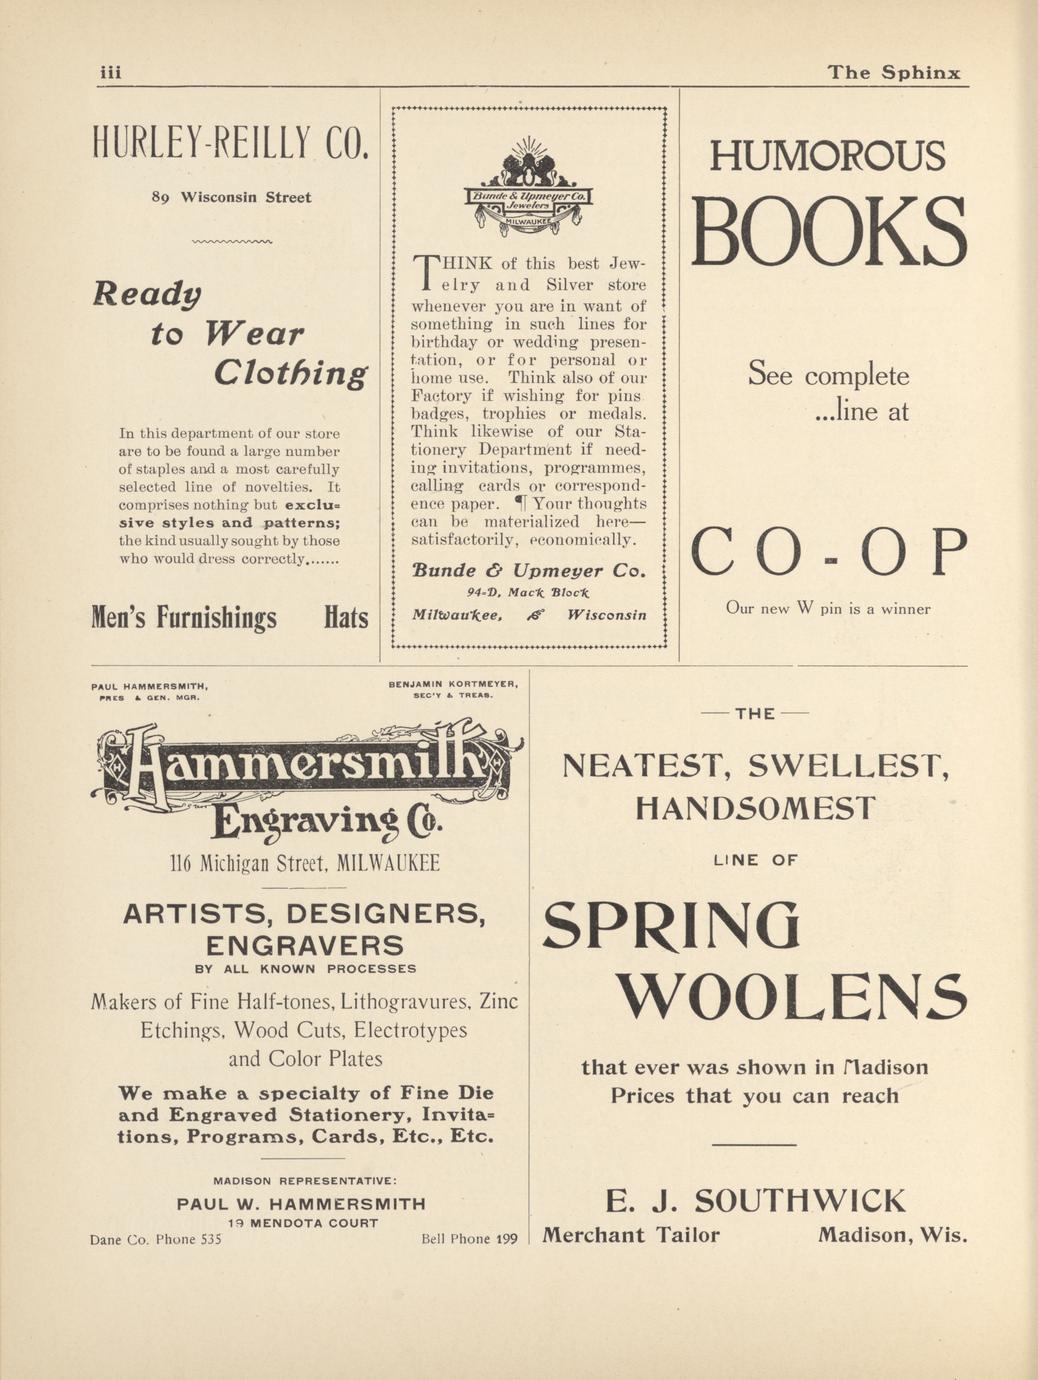 iii
The Sphinx
HURLEY-REILLY CO.
89 Wisconsin Street
Ready
to Wear
Clothing
In this department of our store
are to be found a large number
of staples and a most carefully
selected line of novelties. It
comprises nothing but exclu=
sive styles and patterns;
the kind usually sought by those
who would dress correctly.......
Men's Furnishings Hats
Bunde & Upmeyer Co.
Jewelers
MILWAUKEE
THINK of this best Jew-
elry and Silver store
whenever you are in want of
something in such lines for
birthday or wedding presen-
tation, or for personal or
home use. Think also of our
Factory if wishing for pins
badges, trophies or medals.
Think likewise of our Sta-
tionery Department if need-
ing invitations, programmes,
calling cards or correspond-
ence paper. ¶ Your thoughts
can be materialized here—
satisfactorily, economically.
Bunde & Upmeyer Co.
94-D, Mack Block
Milwaukee, & Wisconsin
HUMOROUS
BOOKS
See complete
...line at
CO-OP
Our new W pin is a winner
PAUL HAMMERSMITH,
PRES & GEN. MGR.
BENJAMIN KORTMEYER,
SEC'Y & TREAS.
Hammersmith
Engraving Co.
116 Michigan Street, MILWAUKEE
ARTISTS, DESIGNERS,
ENGRAVERS
BY ALL KNOWN PROCESSES
Makers of Fine Half-tones, Lithogravures, Zinc
Etchings, Wood Cuts, Electrotypes
and Color Plates
We make a specialty of Fine Die
and Engraved Stationery, Invita=
tions, Programs, Cards, Etc., Etc.
MADISON REPRESENTATIVE:
PAUL W. HAMMERSMITH
19 MENDOTA COURT
Dane Co. Phone 535 Bell Phone 199
THE
NEATEST, SWELLEST,
HANDSOMEST
LINE OF
SPRING
WOOLENS
that ever was shown in Madison
Prices that you can reach
E. J. SOUTHWICK
Merchant Tailor Madison, Wis.